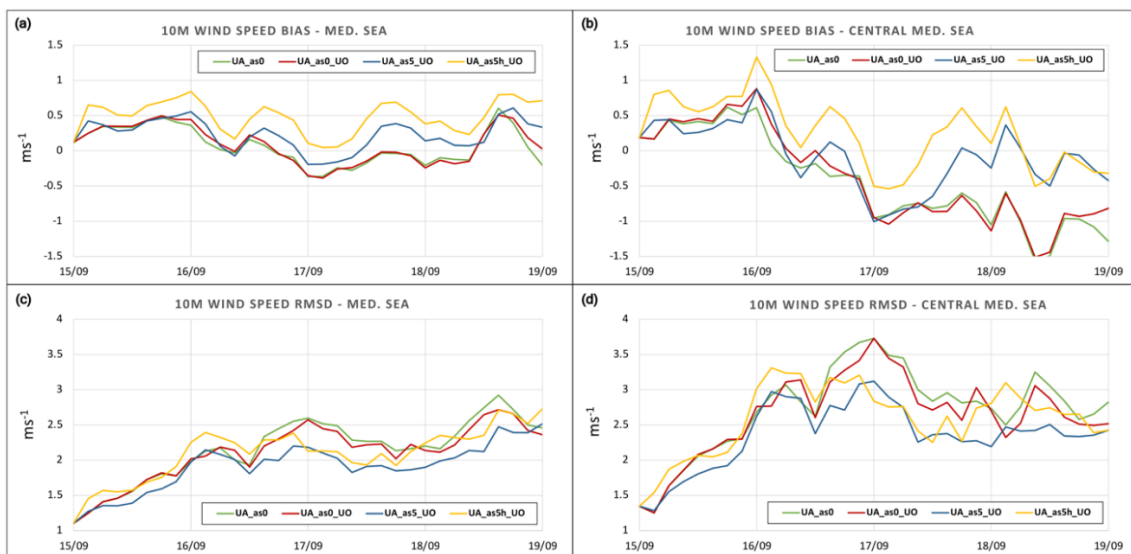 (a)
10M WIND SPEED BIAS - MED. SEA
UA_as0 UA_as0_UO UA_as5_UO UA_as5h_UO
1.5
1
0.5
0
-0.5
-1
-1.5
ms-1
15/09 16/09 17/09 18/09 19/09
(b)
10M WIND SPEED BIAS - CENTRAL MED. SEA
UA_as0 UA_as0_UO UA_as5_UO UA_as5h_UO
1.5
1
0.5
0
-0.5
-1
-1.5
ms-1
15/09 16/09 17/09 18/09 19/09
(c)
10M WIND SPEED RMSD - MED. SEA
4
3.5
3
2.5
2
1.5
1
ms-1
UA_as0 UA_as0_UO UA_as5_UO UA_as5h_UO
15/09 16/09 17/09 18/09 19/09
(d)
10M WIND SPEED RMSD - CENTRAL MED. SEA
4
3.5
3
2.5
2
1.5
1
ms-1
UA_as0 UA_as0_UO UA_as5_UO UA_as5h_UO
15/09 16/09 17/09 18/09 19/09